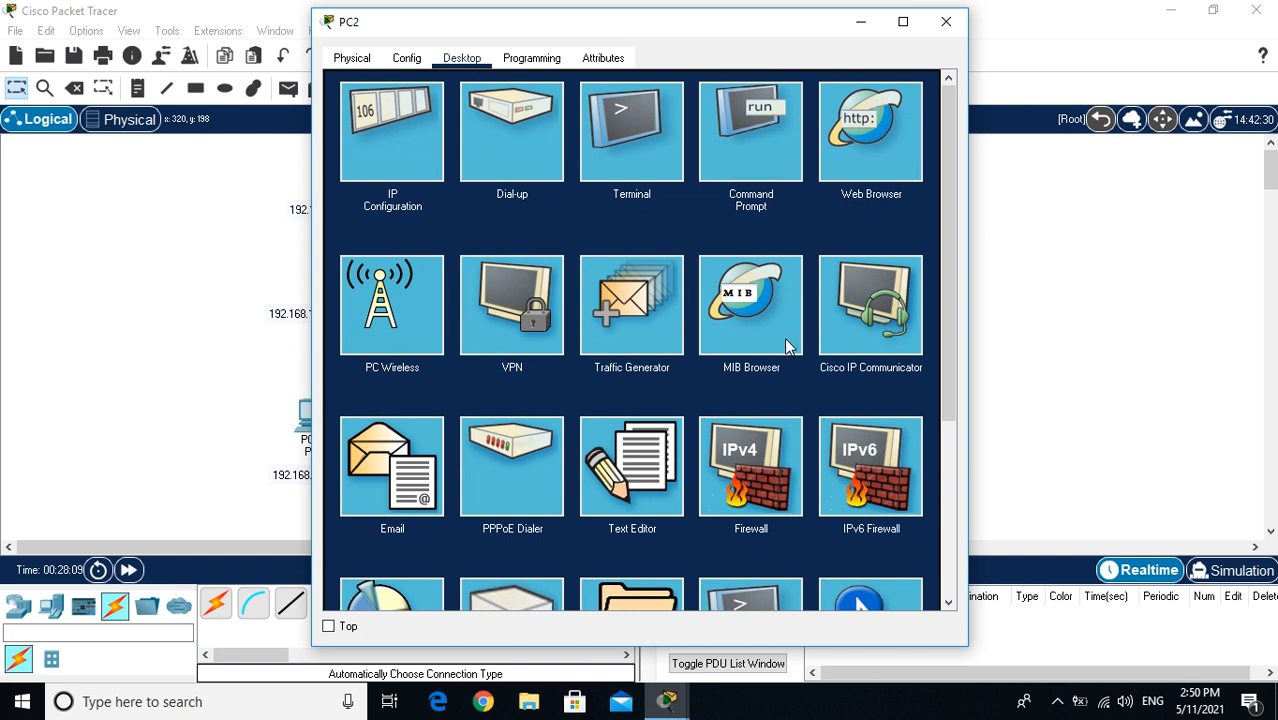 Cisco Packet Tracer
File Edit Options View Tools Extensions Window
Logical
Physical
x: 320, y: 198
[Root]
14:42:30
192.
192.168.
192.168.
PC2
Physical Config Desktop Programming Attributes
106
>
run
http:
IP
Configuration
Dial-up
Terminal
Command
Prompt
Web Browser
MIB
PC Wireless
VPN
Traffic Generator
MIB Browser
Cisco IP Communicator
@
IPv4
IPv6
Email
PPPoE Dialer
Text Editor
Firewall
IPv6 Firewall
>
Top
Time: 00:28:09
Realtime
Simulation
ination Type Color Time(sec) Periodic Num Edit Delete
Automatically Choose Connection Type
Toggle PDU List Window
Type here to search
ENG
2:50 PM
5/11/2021
1